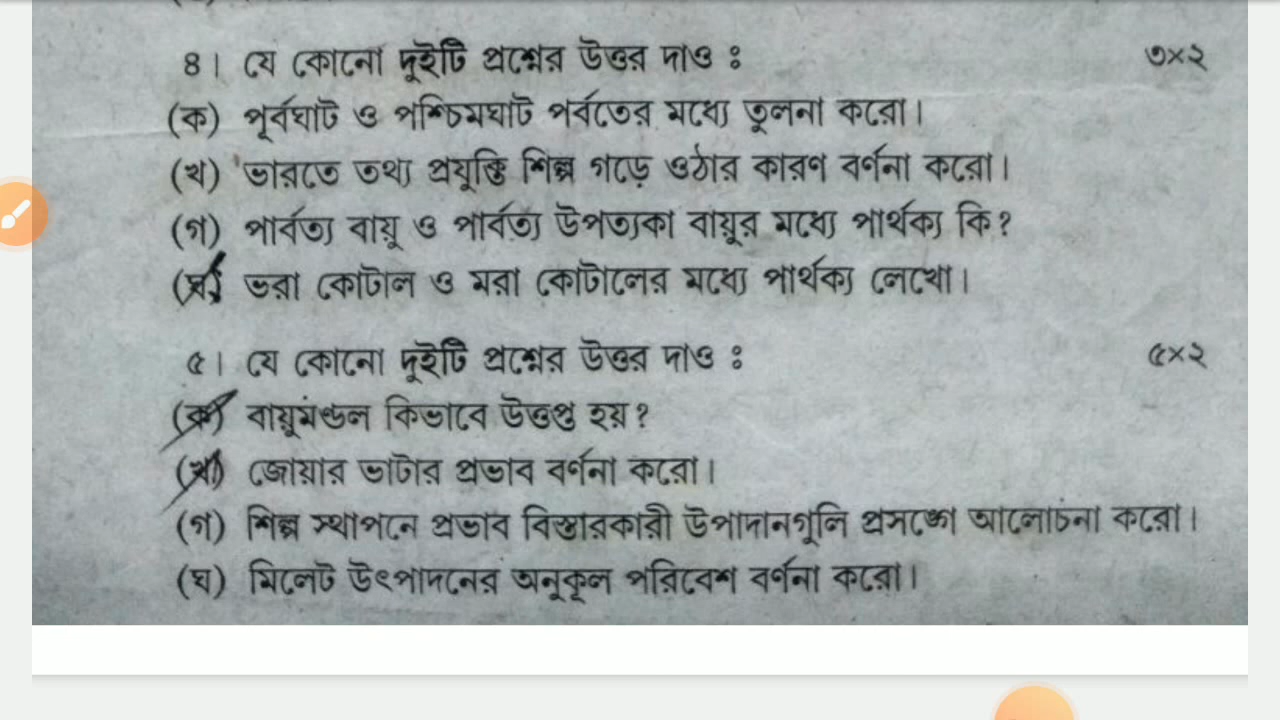 ৪। যে কোনো দুইটি প্রশ্নের উত্তর দাও ঃ ৩×২
(ক) পূর্বঘাট ও পশ্চিমঘাট পর্বতের মধ্যে তুলনা করো।
(খ) ভারতে তথ্য প্রযুক্তি শিল্প গড়ে ওঠার কারণ বর্ণনা করো।
(গ) পার্বত্য বায়ু ও পার্বত্য উপত্যকা বায়ুর মধ্যে পার্থক্য কি?
(ঘ) ভরা কোটাল ও মরা কোটালের মধ্যে পার্থক্য লেখো।
৫। যে কোনো দুইটি প্রশ্নের উত্তর দাও ঃ ৫×২
(ক) বায়ুমণ্ডল কিভাবে উত্তপ্ত হয়?
(খ) জোয়ার ভাটার প্রভাব বর্ণনা করো।
(গ) শিল্প স্থাপনে প্রভাব বিস্তারকারী উপাদানগুলি প্রসঙ্গে আলোচনা করো।
(ঘ) মিলেট উৎপাদনের অনুকূল পরিবেশ বর্ণনা করো।